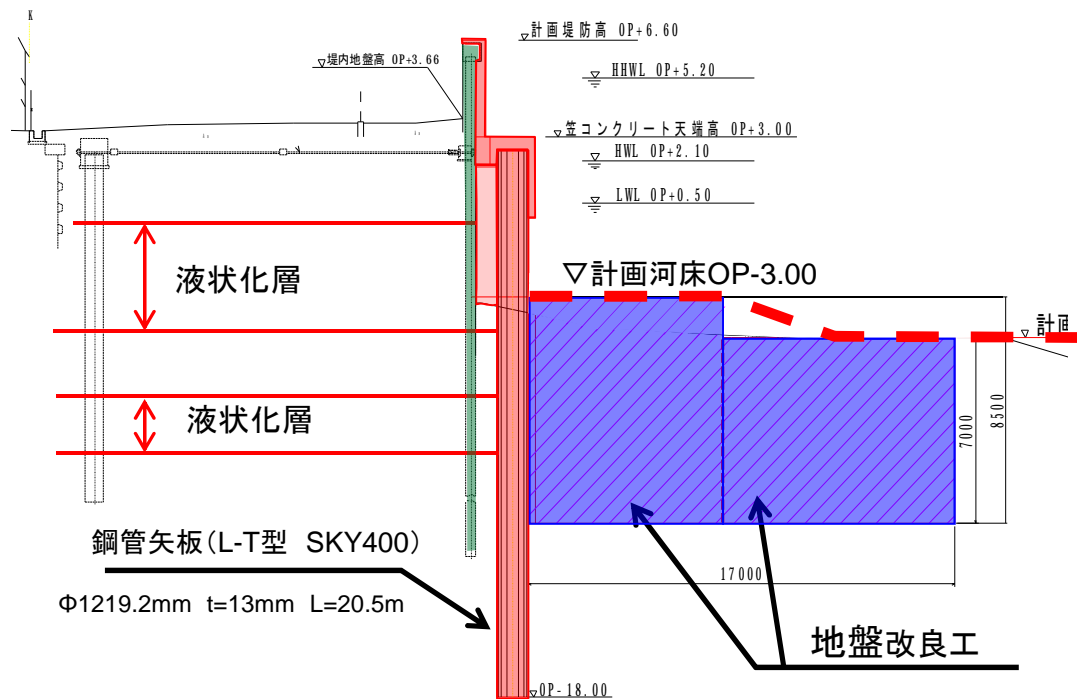 K
▽計画堤防高 OP+6.60
▽堤内地盤高 OP+3.66
▽ HHWL OP+5.20
▽笠コンクリート天端高 OP+3.00
▽ HWL OP+2.10
▽ LWL OP+0.50
▽計画河床OP-3.00
液状化層
▽ 計画
液状化層
7000
8500
鋼管矢板(L-T型 SKY400)
17000
Φ1219.2mm t=13mm L=20.5m
地盤改良工
▽OP-18.00